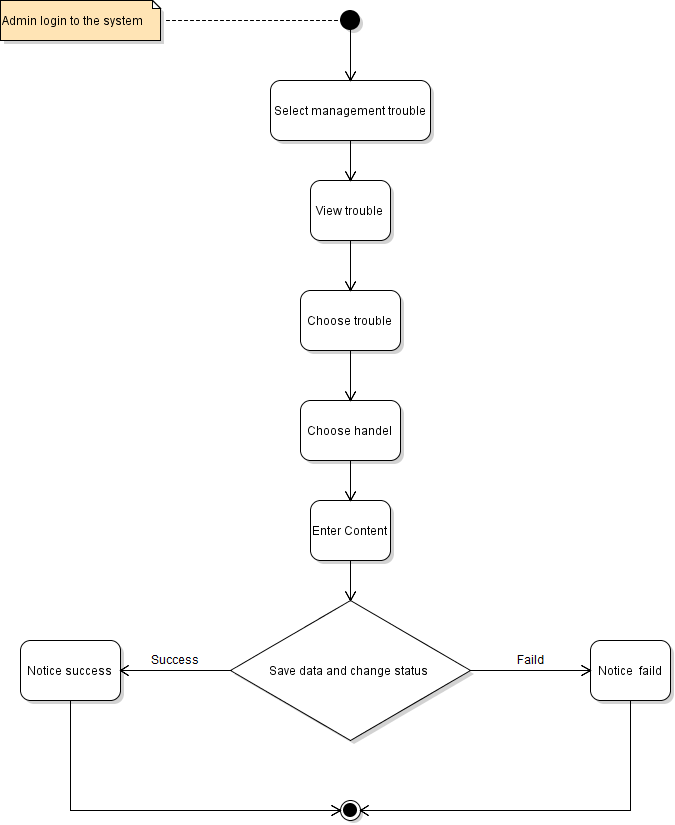 Admin login to the system
Select management trouble
View trouble
Choose trouble
Choose handel
Enter Content
Save data and change status
Success
Faild
Notice success
Notice faild